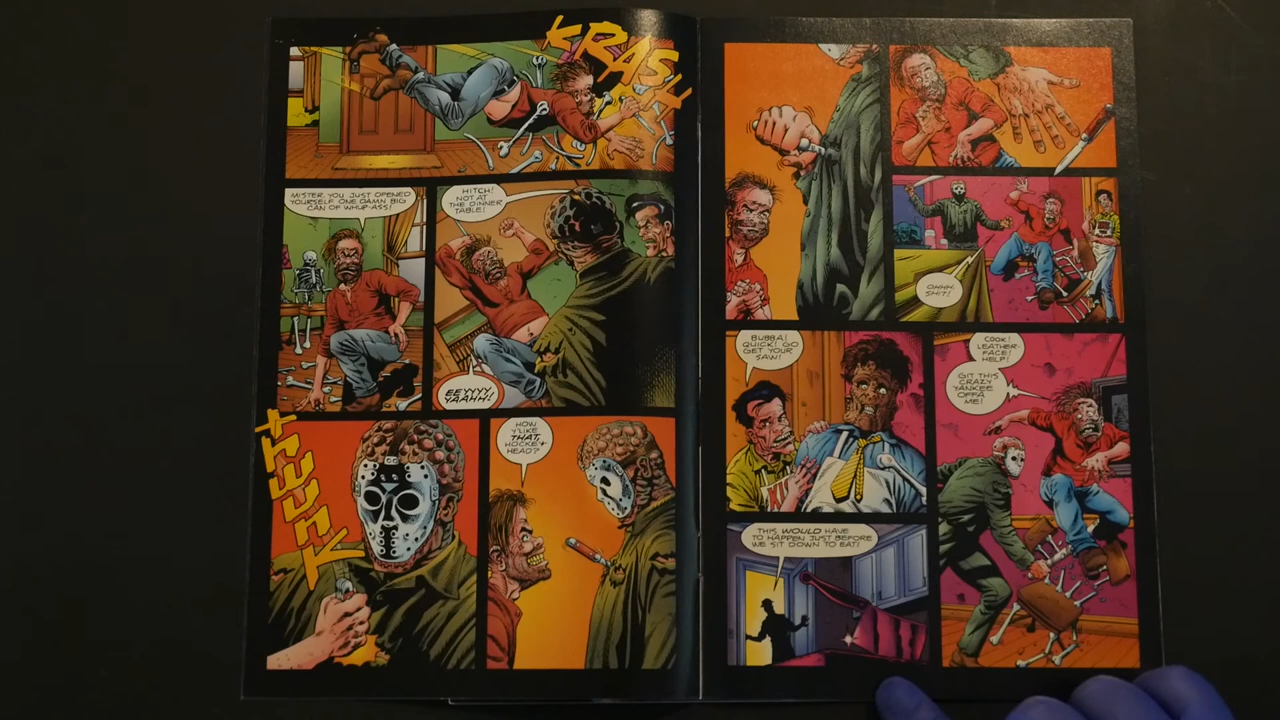 KRASH
MISTER, YOU JUST OPENED
YOURSELF ONE DAMN BIG
CAN OF WHUP-ASS!
HITCH!
NOT AT
THE DINNER
TABLE!
EEYYYY
YAAHH!
THUNK
HOW
Y'LIKE
THAT,
HOCKEY
HEAD?
OHHH,
SHIT!
BUBBA!
QUICK! GO
GET YOUR
SAW!
COOK!
LEATHER-
FACE!
HELP!
GIT THIS
CRAZY
YANKEE
OFFA
ME!
THIS WOULD HAVE
TO HAPPEN JUST BEFORE
WE SIT DOWN TO EAT!